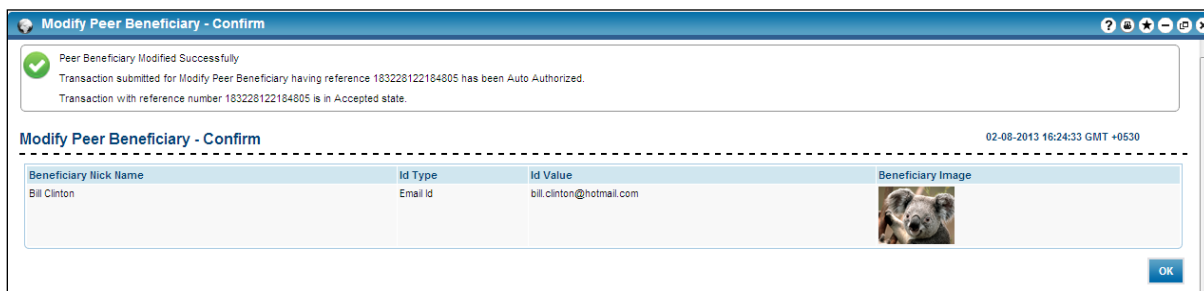 Modify Peer Beneficiary - Confirm
Peer Beneficiary Modified Successfully
Transaction submitted for Modify Peer Beneficiary having reference 183228122184805 has been Auto Authorized.
Transaction with reference number 183228122184805 is in Accepted state.
Modify Peer Beneficiary - Confirm 02-08-2013 16:24:33 GMT +0530
Beneficiary Nick Name Id Type Id Value Beneficiary Image
Bill Clinton Email Id bill.clinton@hotmail.com
OK